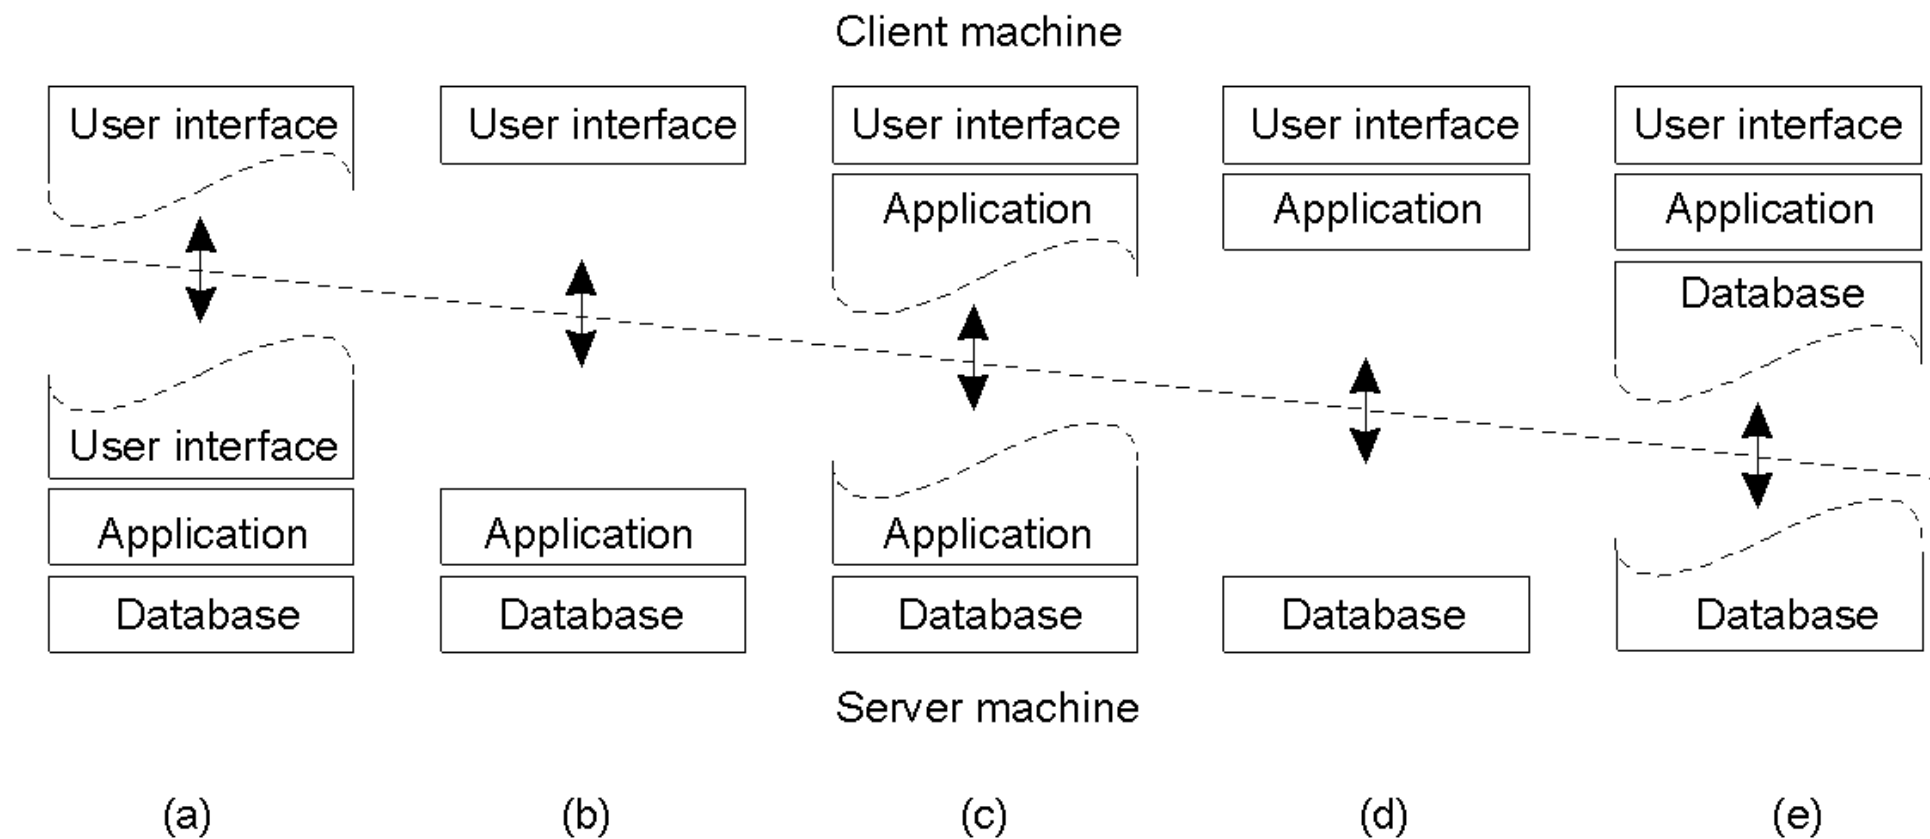 Client machine
User interface
User interface
User interface
User interface
User interface
Application
Application
Application
Database
User interface
Application
Application
Application
Database
Database
Database
Database
Database
Server machine
(a)
(b)
(c)
(d)
(e)